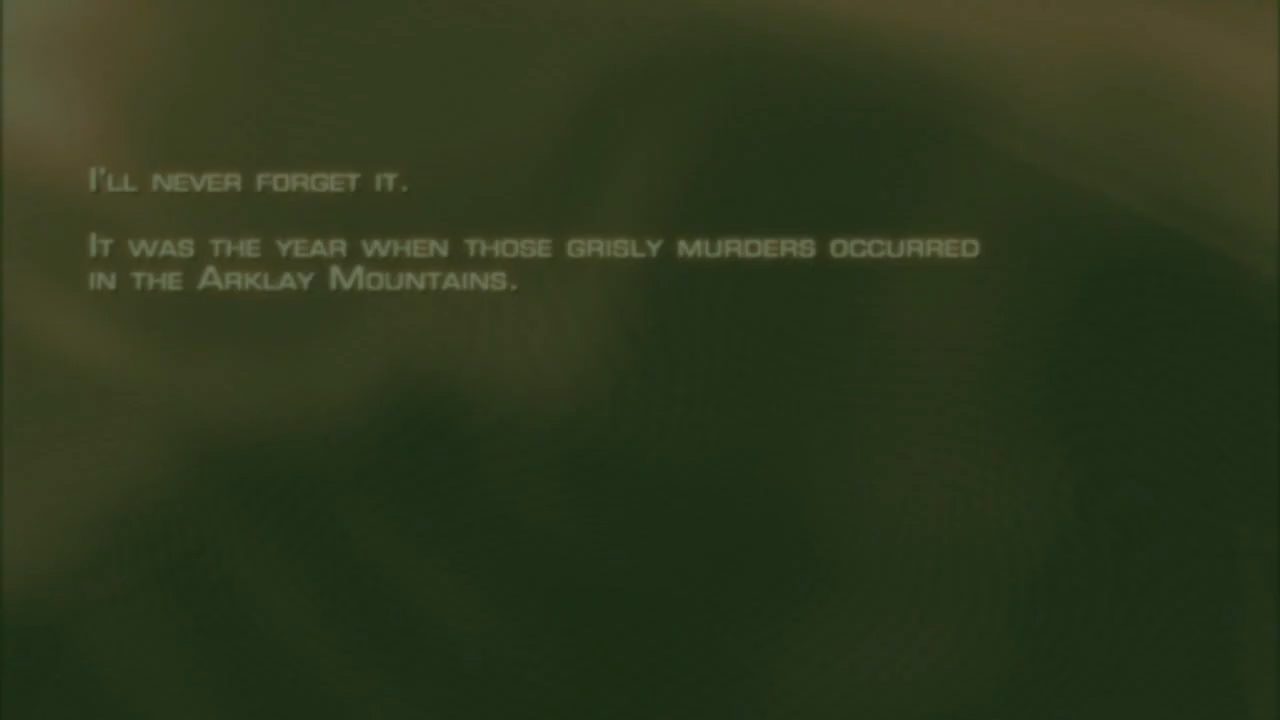 I'll never forget it.
It was the year when those grisly murders occurred
in the Arklay Mountains.